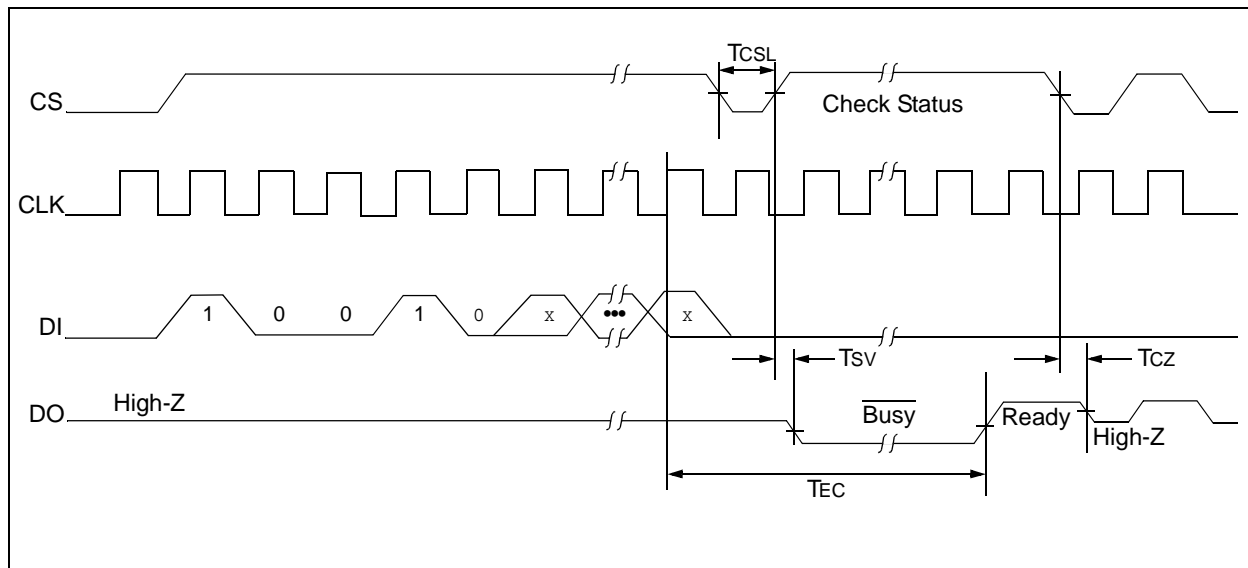 TCSL
CS
Check Status
CLK
DI 1 0 0 1 0 x ••• x
TSV
TCZ
High-Z
DO
Busy
Ready
High-Z
TEC